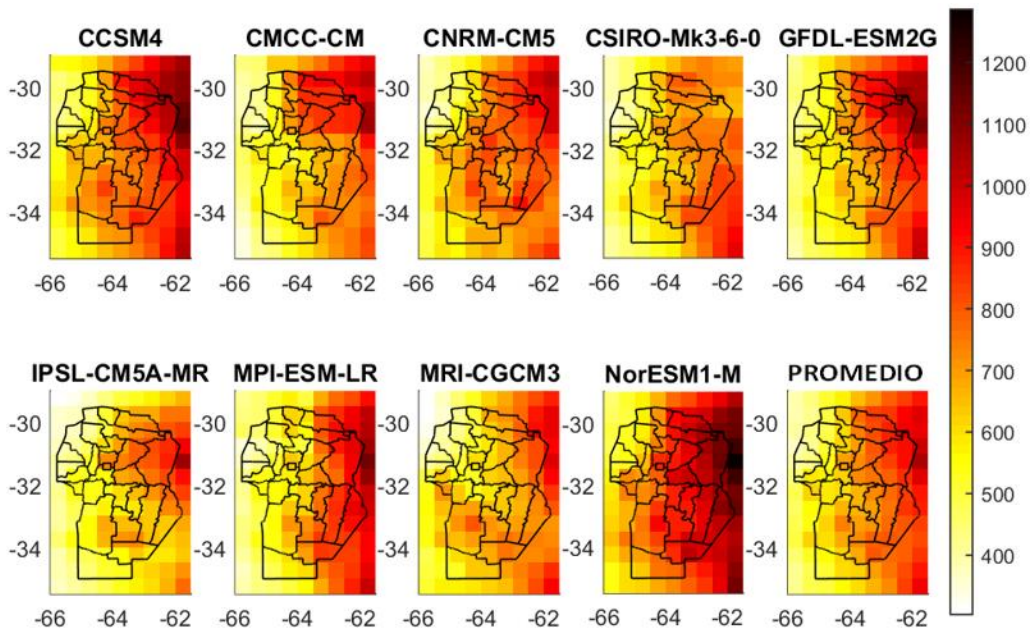 CCSM4 CMCC-CM CNRM-CM5 CSIRO-Mk3-6-0 GFDL-ESM2G
-30 -30 -30 -30 -30
-32 -32 -32 -32 -32
-34 -34 -34 -34 -34
-66 -64 -62 -66 -64 -62 -66 -64 -62 -66 -64 -62 -66 -64 -62
IPSL-CM5A-MR MPI-ESM-LR MRI-CGCM3 NorESM1-M PROMEDIO
-30 -30 -30 -30 -30
-32 -32 -32 -32 -32
-34 -34 -34 -34 -34
-66 -64 -62 -66 -64 -62 -66 -64 -62 -66 -64 -62 -66 -64 -62
1200
1100
1000
900
800
700
600
500
400